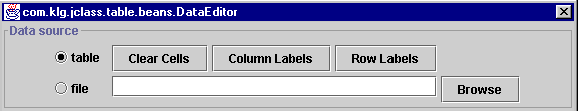 com.klg.jclass.table.beans.DataEditor
Data source
table Clear Cells Column Labels Row Labels
file Browse